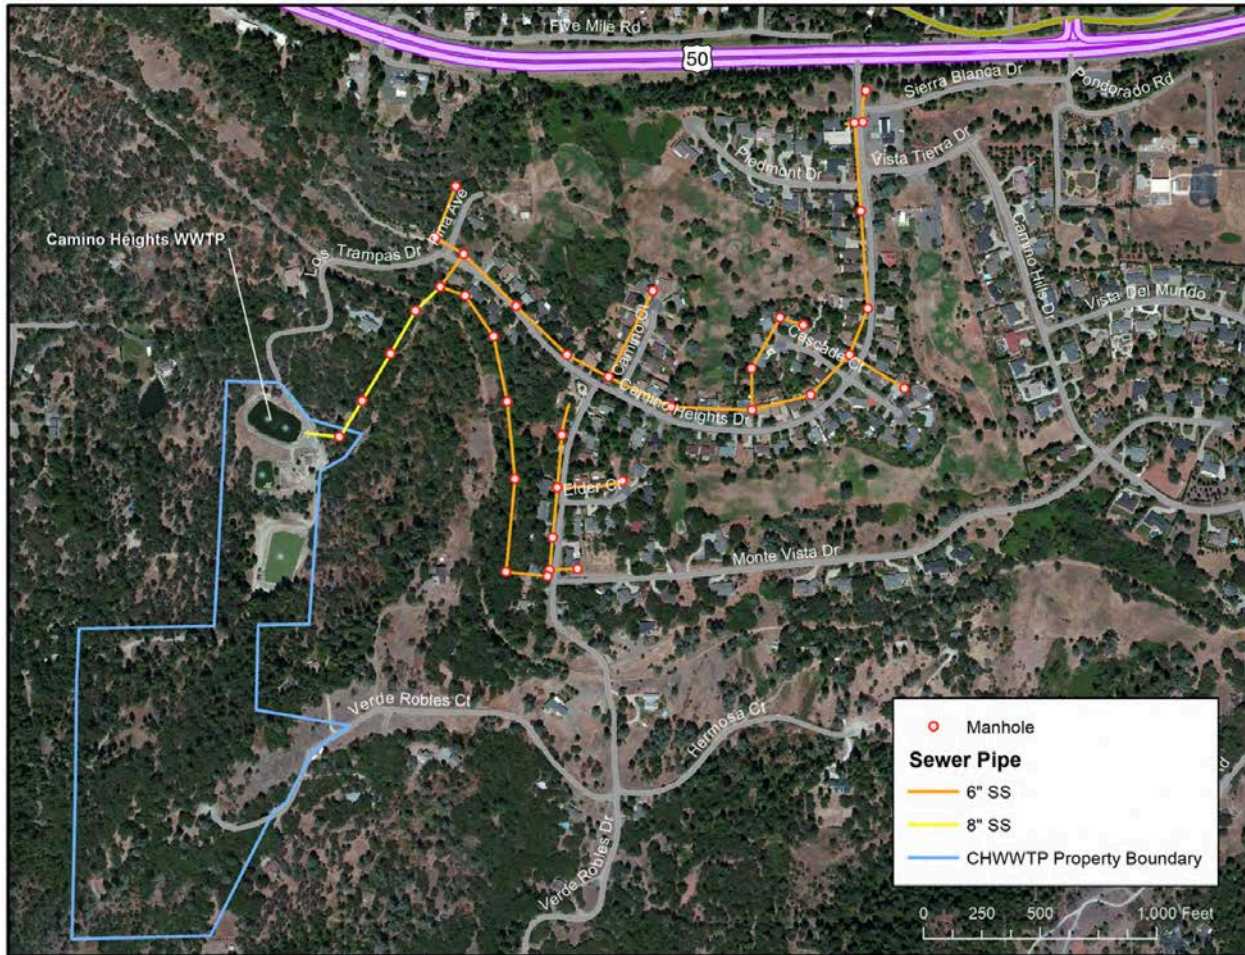 Five Mile Rd
50
Sierra Blanca Dr
Pondorado Rd
Vista Tierra Dr
Piedmont Dr
Camino Heights WWTP
Los Trampas Dr
Camino Hills Dr
Vista Del Mundo
Camino Ct
Cascade Ct
Camino Heights Dr
Elder Ct
Monte Vista Dr
Verde Robles Ct
Hermosa Ct
Verde Robles Dr
Rd
Manhole
Sewer Pipe
6" SS
8" SS
CHWWTP Property Boundary
0 250 500 1,000 Feet